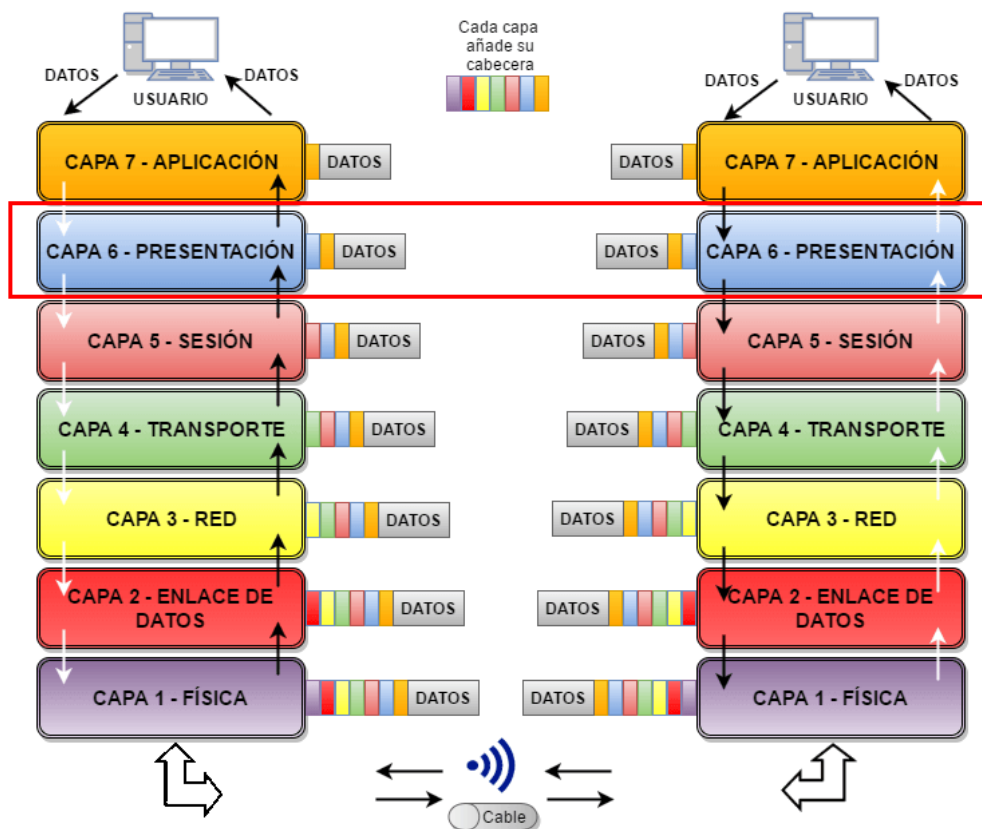 Cada capa
añade su
cabecera
DATOS
DATOS
USUARIO
DATOS
DATOS
USUARIO
CAPA 7 - APLICACIÓN
DATOS
DATOS
CAPA 7 - APLICACIÓN
CAPA 6 - PRESENTACIÓN
DATOS
DATOS
CAPA 6 - PRESENTACIÓN
CAPA 5 - SESIÓN
DATOS
DATOS
CAPA 5 - SESIÓN
CAPA 4 - TRANSPORTE
DATOS
DATOS
CAPA 4 - TRANSPORTE
CAPA 3 - RED
DATOS
DATOS
CAPA 3 - RED
CAPA 2 - ENLACE DE
DATOS
DATOS
DATOS
CAPA 2 - ENLACE DE
DATOS
CAPA 1 - FÍSICA
DATOS
DATOS
CAPA 1 - FÍSICA
Cable